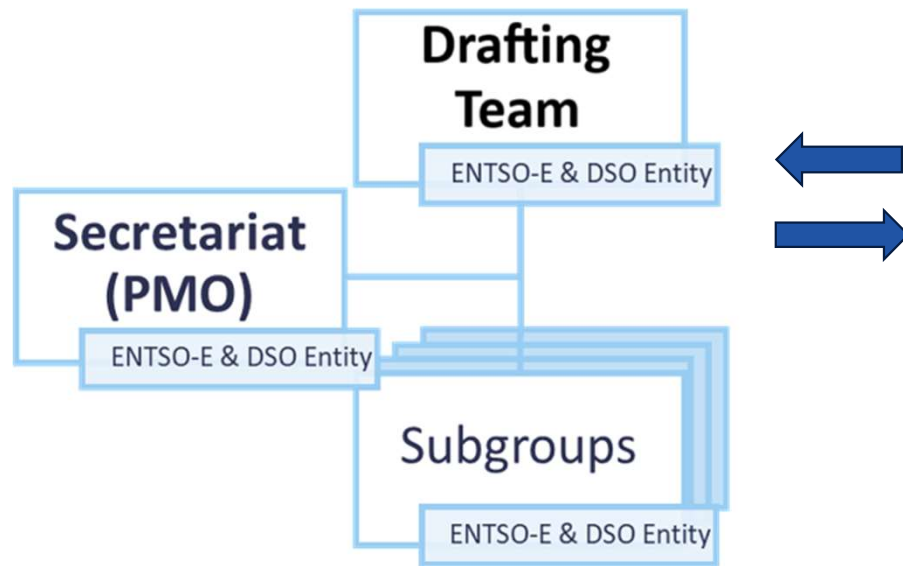 Drafting
Team
ENTSO-E & DSO Entity
Secretariat
(PMO)
ENTSO-E & DSO Entity
Subgroups
ENTSO-E & DSO Entity